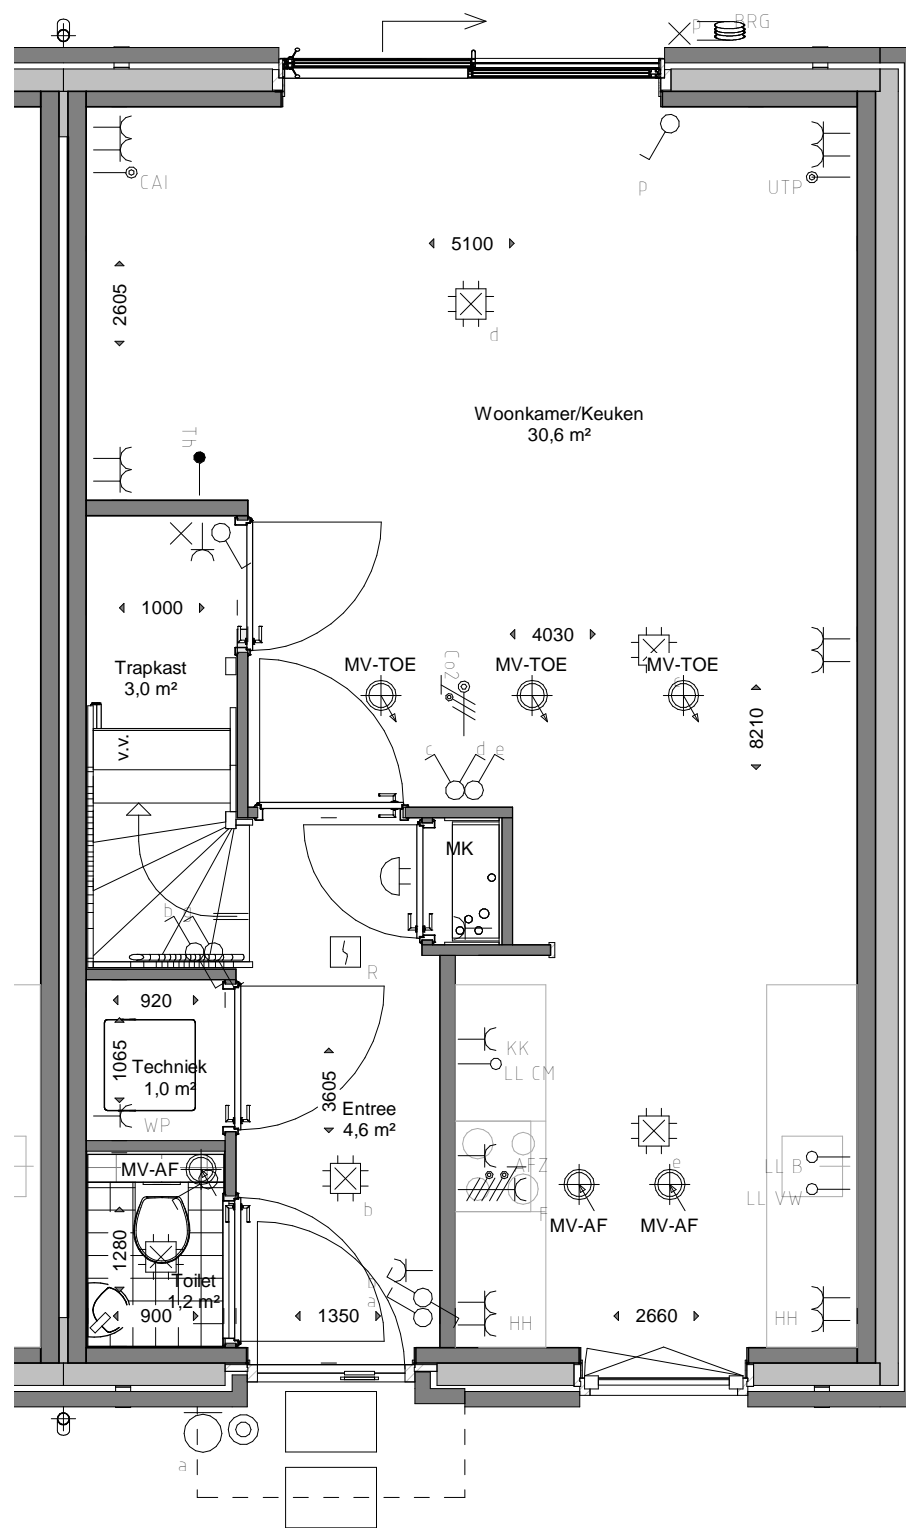 BRG
p
CAI
UTP
p
5100
2605
d
Woonkamer/Keuken
30,6 m²
Th
1000
4030
Co2
MV-TOE
MV-TOE
MV-TOE
Trapkast
3,0 m²
8210
v.v.
c
d
e
MK
b
R
920
1065
3605
KK
LL CM
Techniek
1,0 m²
WP
Entree
4,6 m²
MV-AF
AFZ
e
LL B
LL VW
b
F
MV-AF
MV-AF
1280
Toilet
1,2 m²
a
900
1350
HH
2660
HH
a